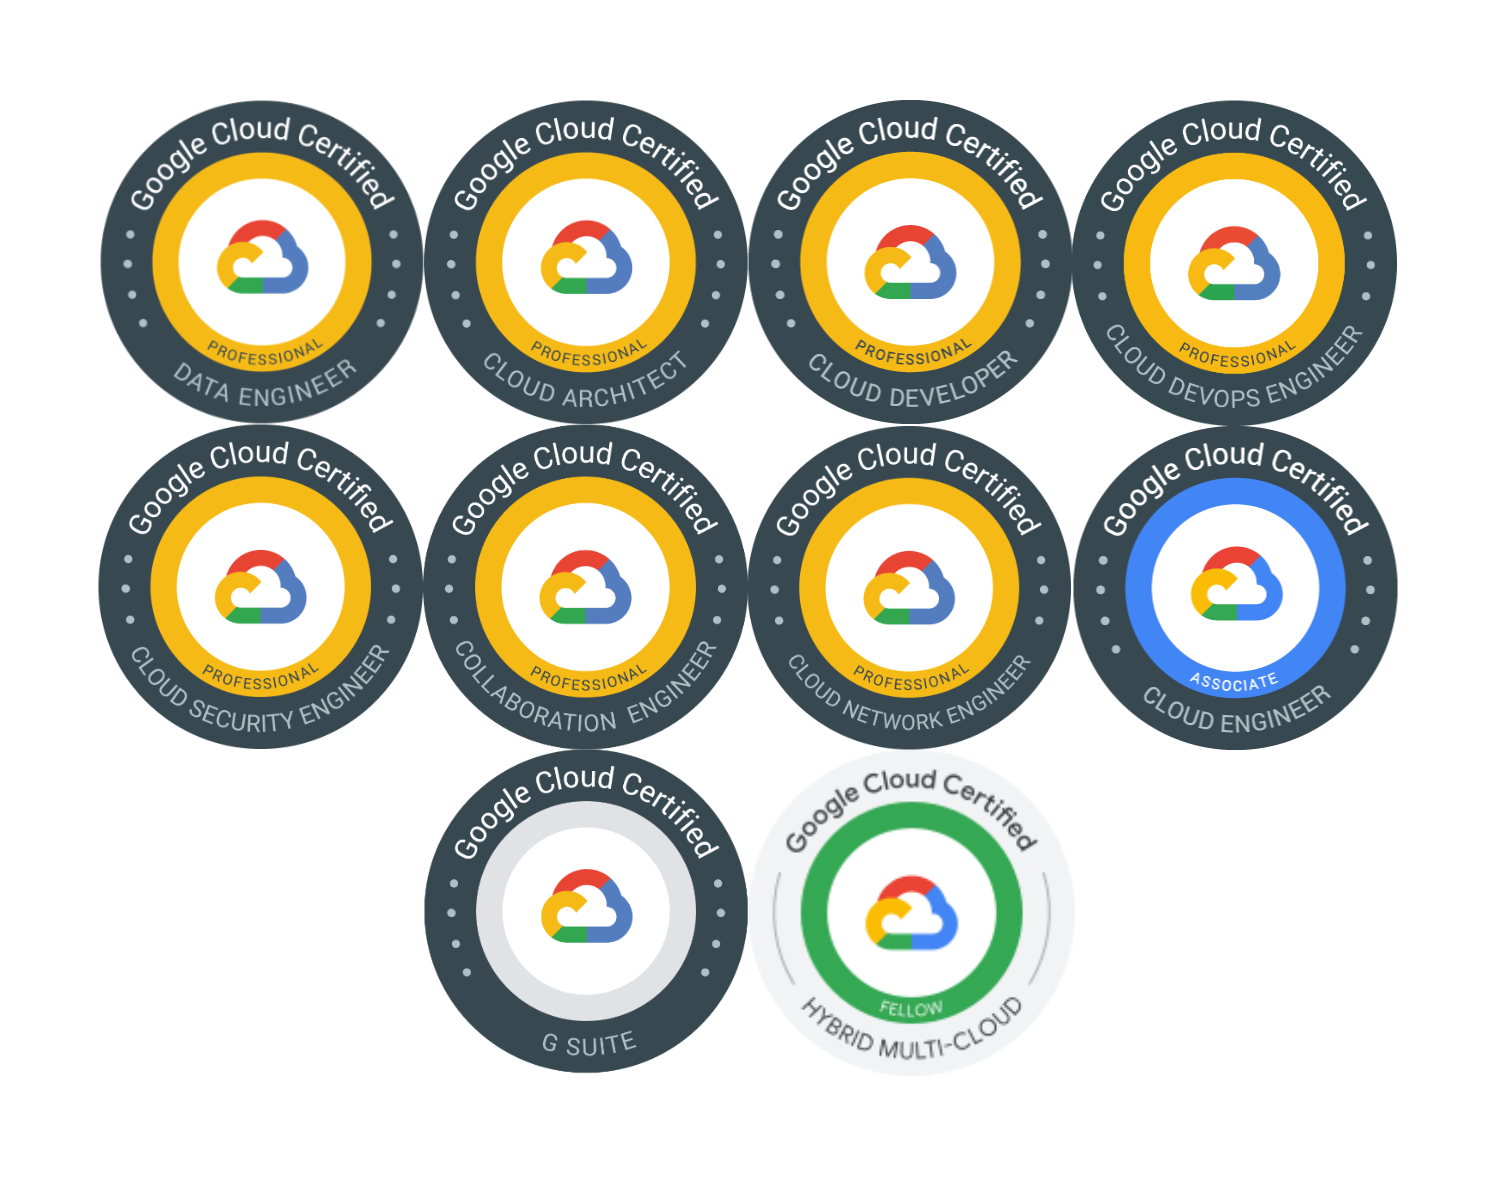 Google Cloud Certified
PROFESSIONAL
DATA ENGINEER
Google Cloud Certified
PROFESSIONAL
CLOUD ARCHITECT
Google Cloud Certified
PROFESSIONAL
CLOUD DEVELOPER
Google Cloud Certified
PROFESSIONAL
CLOUD DEVOPS ENGINEER
Google Cloud Certified
PROFESSIONAL
CLOUD SECURITY ENGINEER
Google Cloud Certified
PROFESSIONAL
COLLABORATION ENGINEER
Google Cloud Certified
PROFESSIONAL
CLOUD NETWORK ENGINEER
Google Cloud Certified
ASSOCIATE
CLOUD ENGINEER
Google Cloud Certified
G SUITE
Google Cloud Certified
FELLOW
HYBRID MULTI-CLOUD